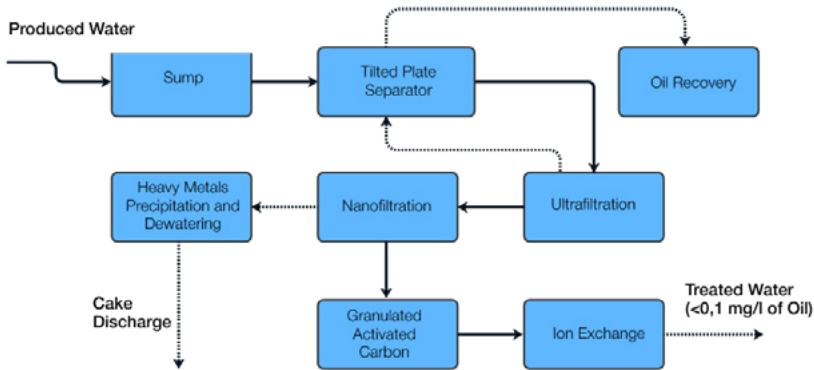 Produced Water
Sump
Tilted Plate
Separator
Oil Recovery
Heavy Metals
Precipitation and
Dewatering
Nanofiltration
Ultrafiltration
Cake
Discharge
Granulated
Activated
Carbon
Ion Exchange
Treated Water
(<0,1 mg/l of Oil)